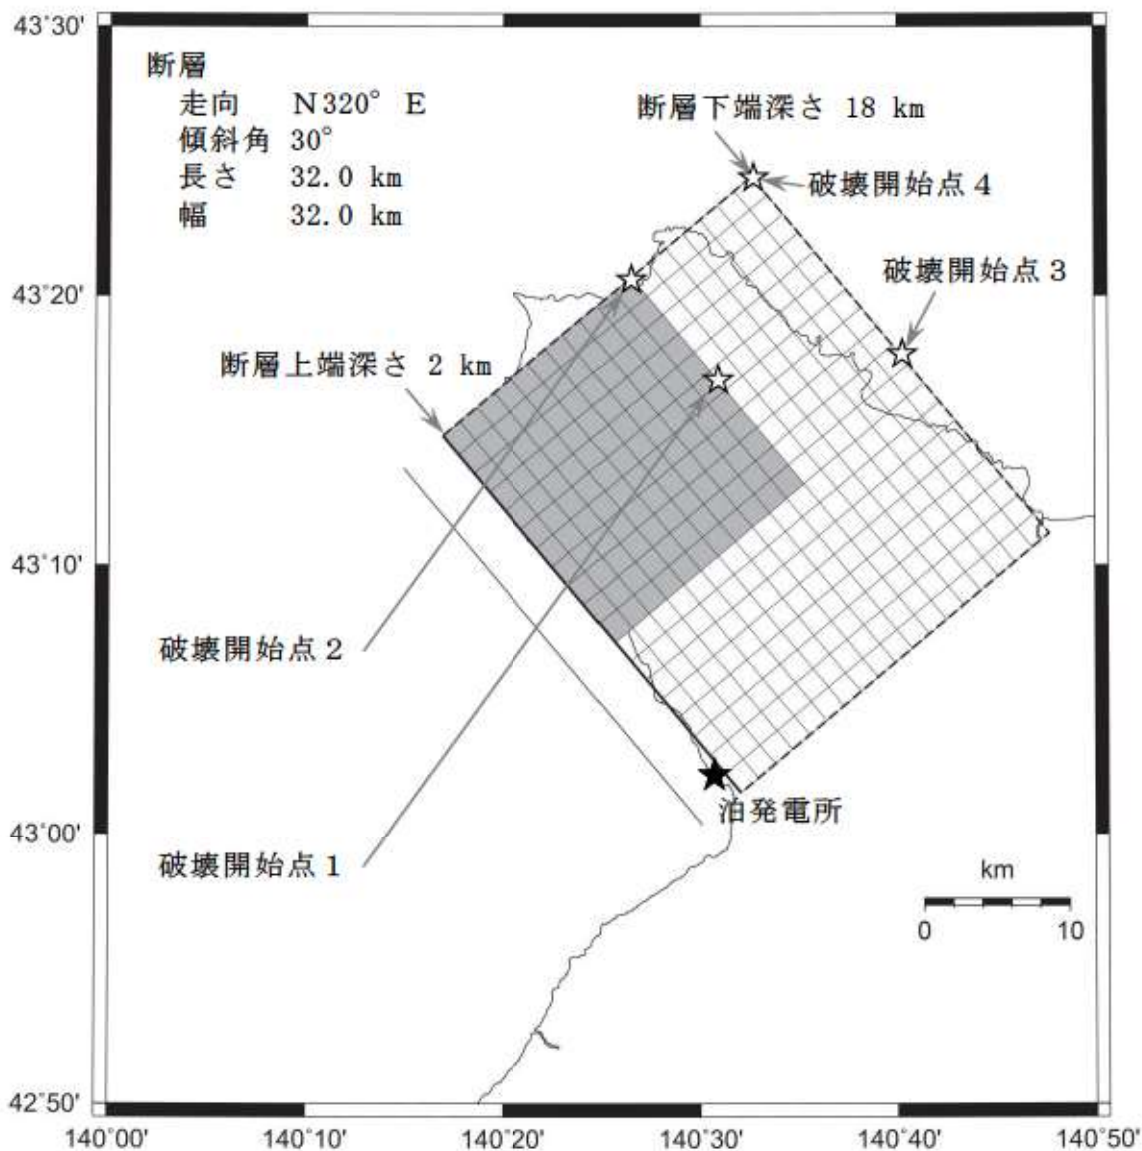 43°30'
断層
走向 N320° E
傾斜角 30°
長さ 32.0 km
幅 32.0 km
断層下端深さ 18 km
破壊開始点4
破壊開始点3
43°20'
断層上端深さ 2 km
43°10'
破壊開始点2
泊発電所
43°00'
破壊開始点1
km
0 10
42°50'
140°00' 140°10' 140°20' 140°30' 140°40' 140°50'